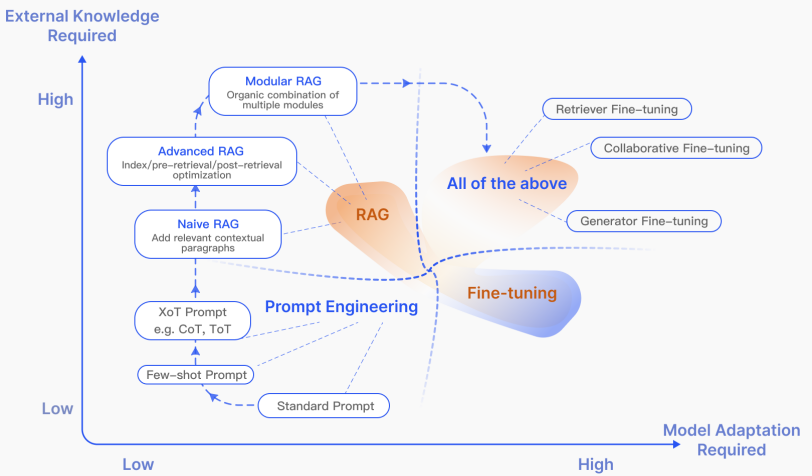 External Knowledge
Required
High
Modular RAG
Organic combination of
multiple modules
Retriever Fine-tuning
Collaborative Fine-tuning
Advanced RAG
Index/pre-retrieval/post-retrieval
optimization
All of the above
RAG
Naive RAG
Add relevant contextual
paragraphs
Generator Fine-tuning
Fine-tuning
XoT Prompt
e.g. CoT, ToT
Prompt Engineering
Few-shot Prompt
Standard Prompt
Low
Model Adaptation
Required
Low
High